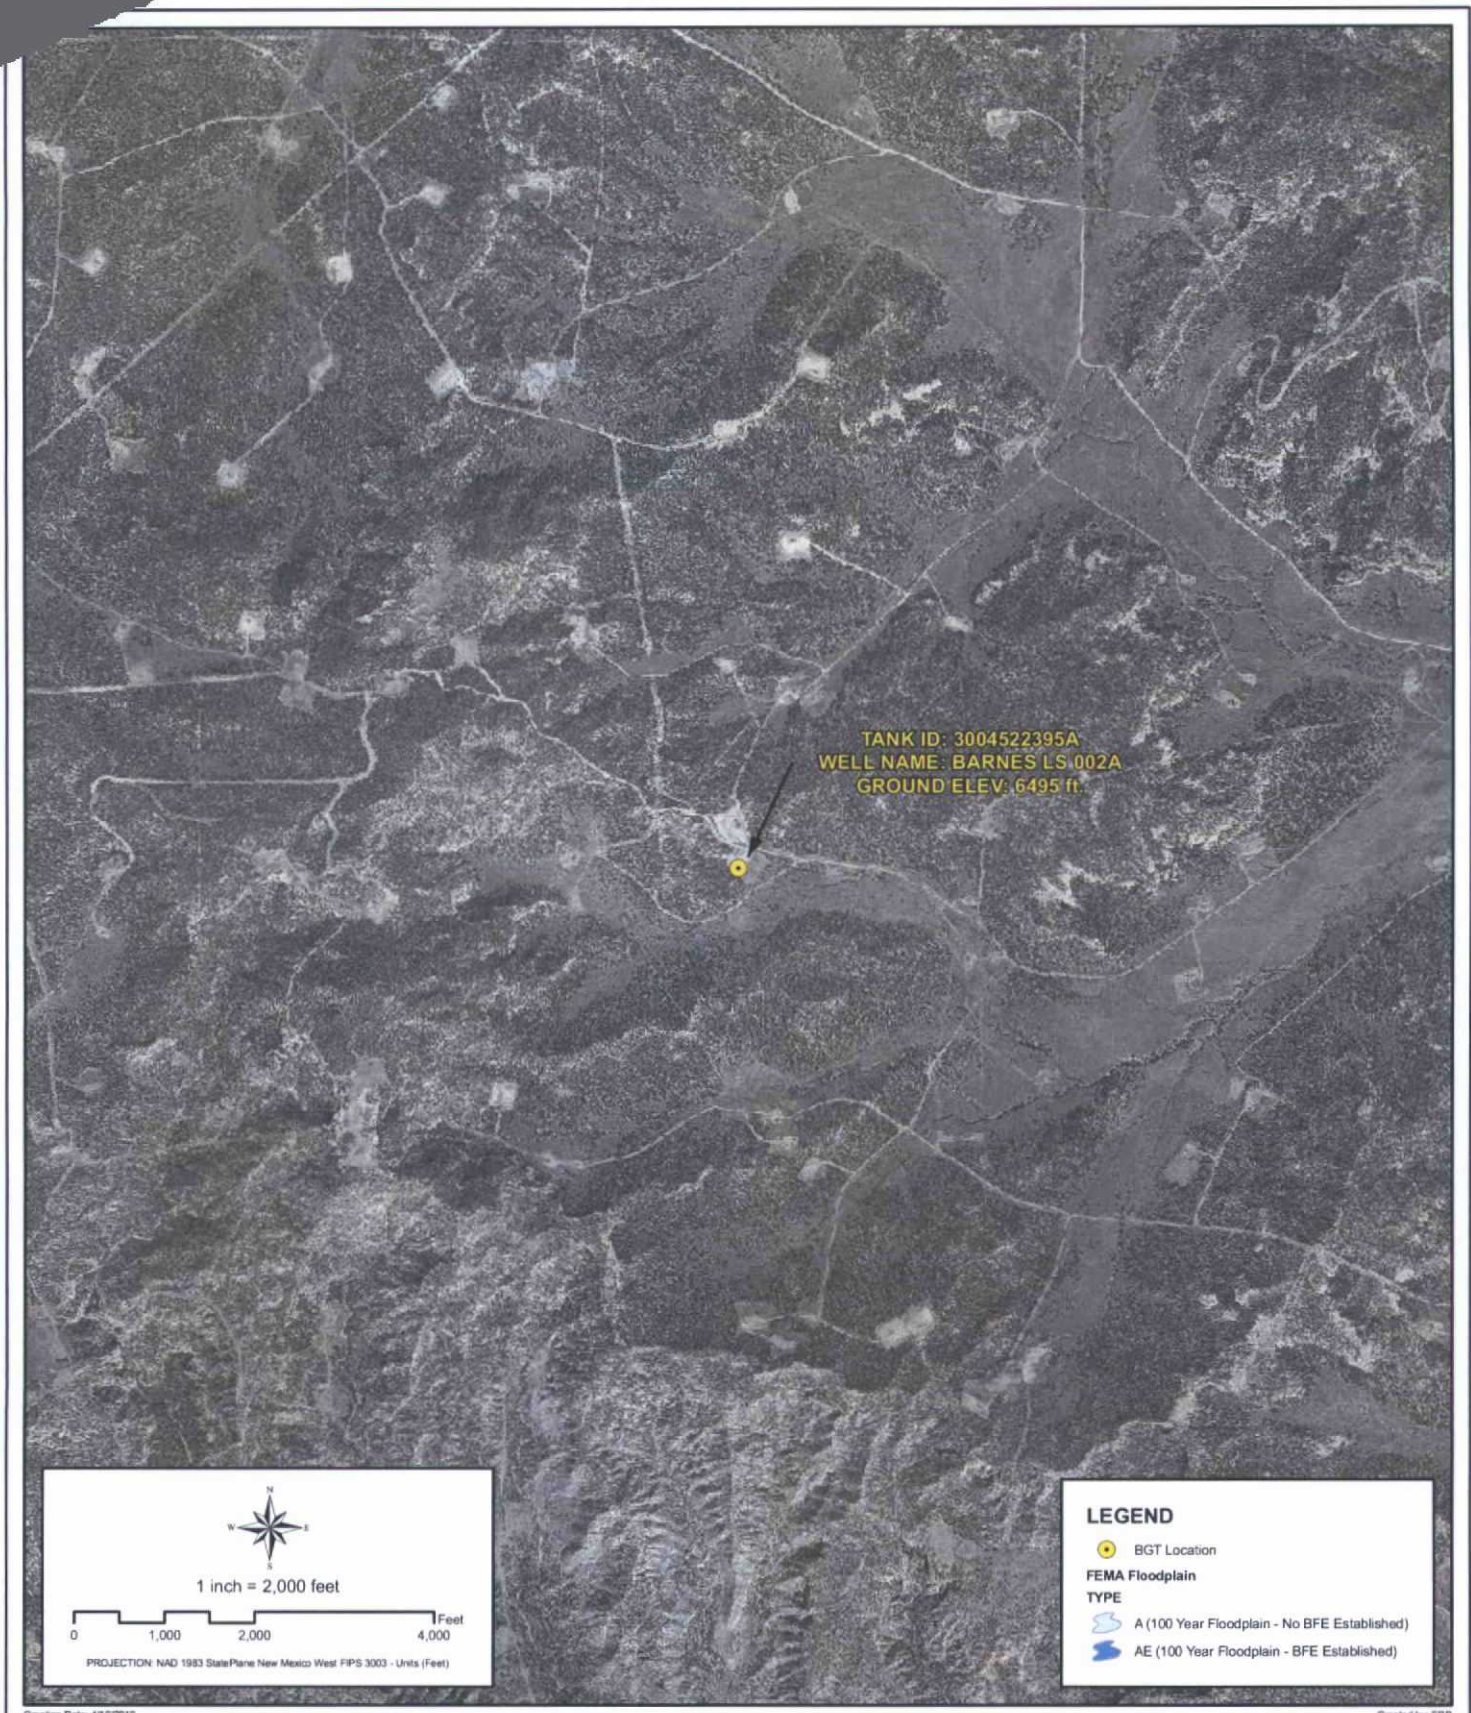 TANK ID: 3004522395A
WELL NAME: BARNES LS 002A
GROUND ELEV: 6495 ft.
N
W E
S
1 inch = 2,000 feet
Feet
0 1,000 2,000 4,000
PROJECTION: NAD 1983 StatePlane New Mexico West FIPS 3003 - Units (Feet)
LEGEND
BGT Location
FEMA Floodplain
TYPE
A (100 Year Floodplain - No BFE Established)
AE (100 Year Floodplain - BFE Established)